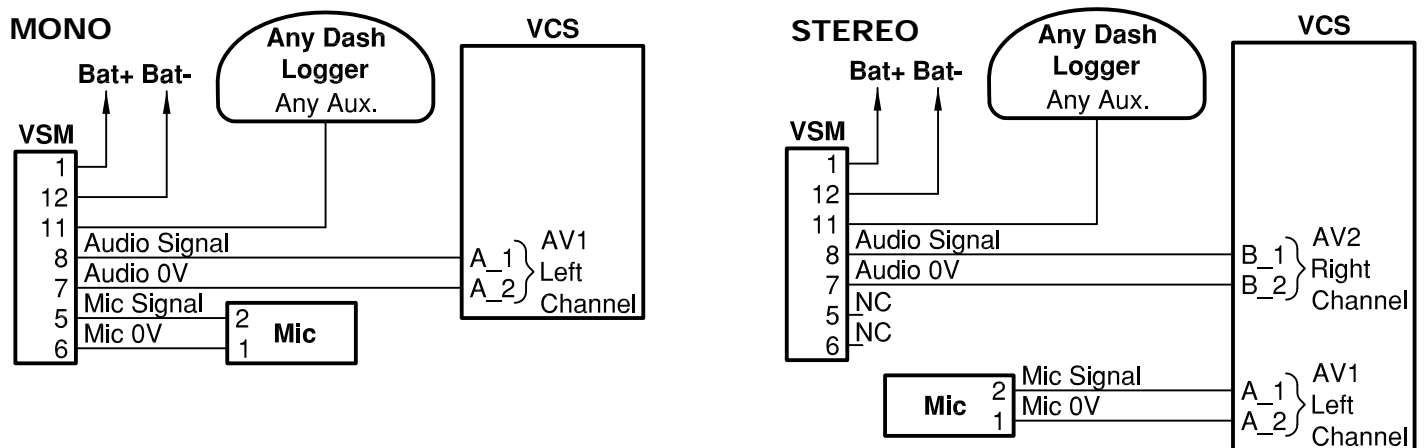 MONO
Bat+ Bat-
Any Dash
Logger
Any Aux.
VCS
VSM
1
12
11
8 Audio Signal
7 Audio 0V
5 Mic Signal
6 Mic 0V
A_1
A_2
AV1
Left
Channel
2
1
Mic
STEREO
Bat+ Bat-
Any Dash
Logger
Any Aux.
VCS
VSM
1
12
11
8 Audio Signal
7 Audio 0V
5 NC
6 NC
B_1
B_2
AV2
Right
Channel
Mic
2 Mic Signal
1 Mic 0V
A_1
A_2
AV1
Left
Channel